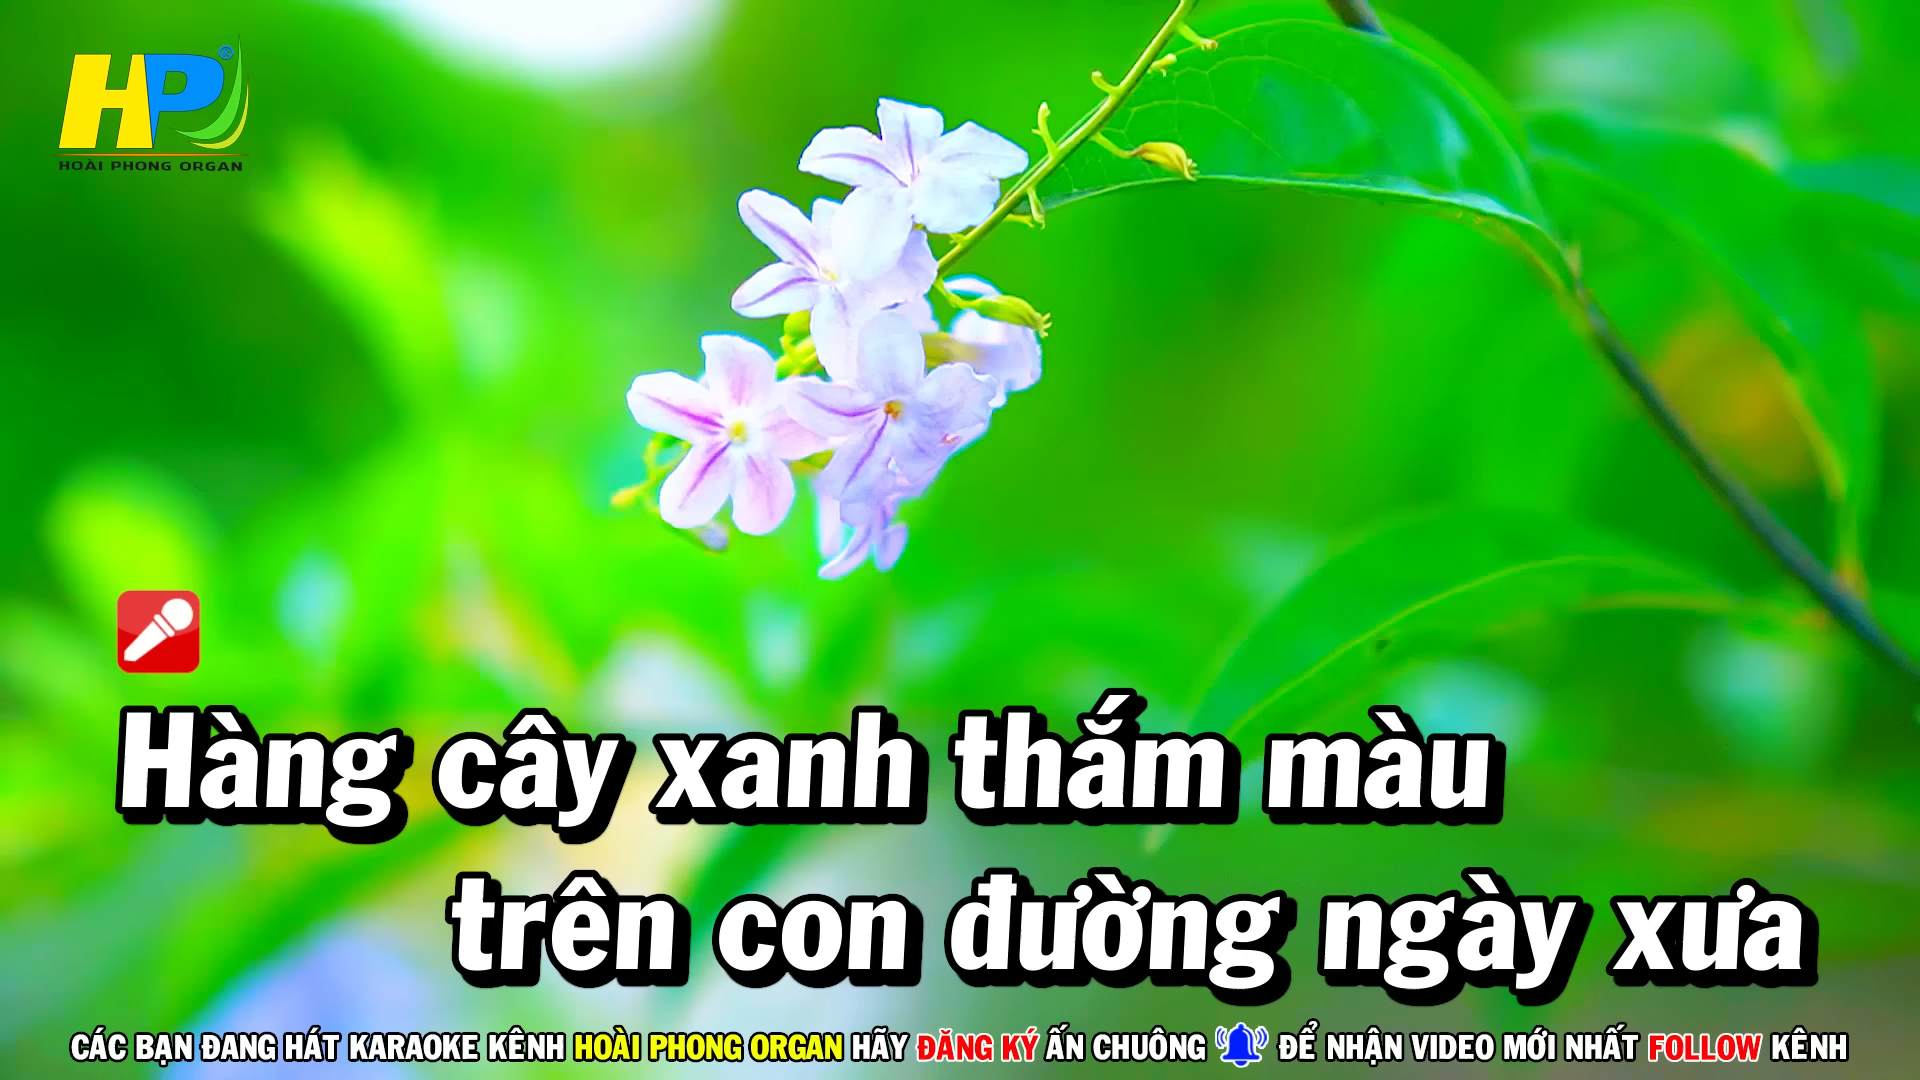 HP®
HOÀI PHONG ORGAN
Hàng cây xanh thắm màu
trên con đường ngày xưa
CÁC BẠN ĐANG HÁT KARAOKE KÊNH HOÀI PHONG ORGAN HÃY ĐĂNG KÝ ẤN CHUÔNG ĐỂ NHẬN VIDEO MỚI NHẤT FOLLOW KÊNH